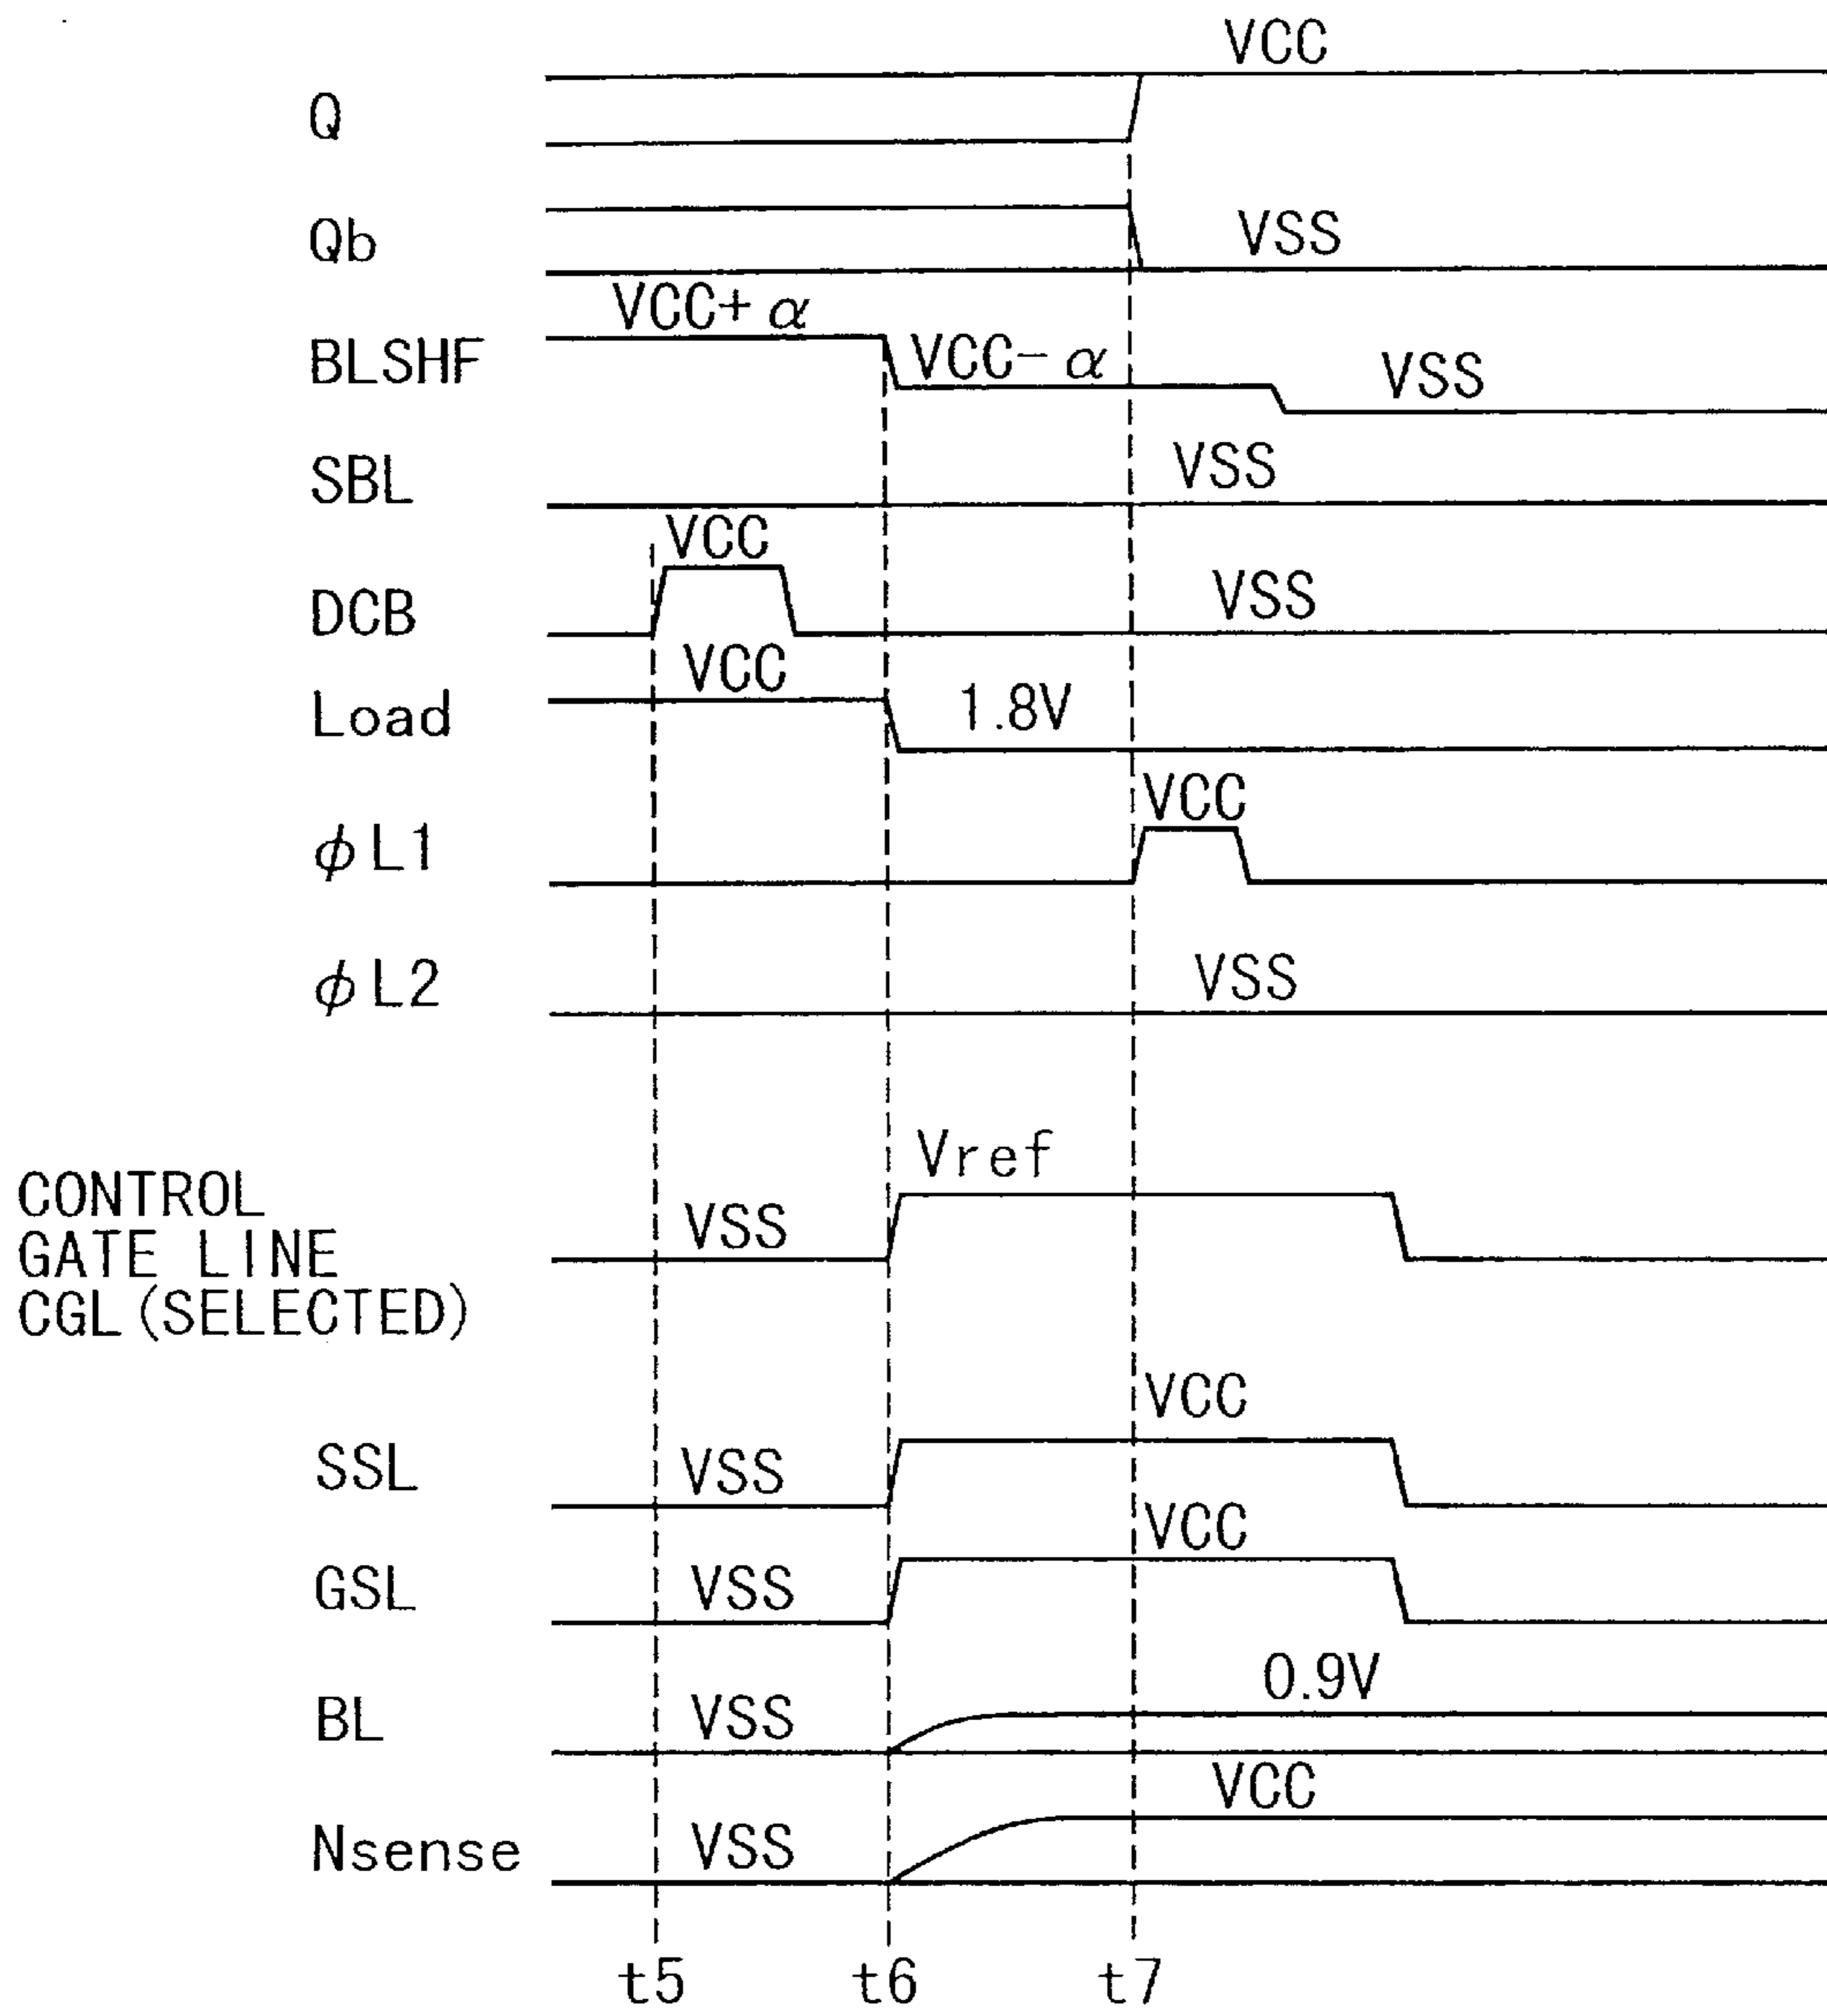 VCC
Q
Qb VSS
VCC+α
BLSHF VCC-α VSS
SBL VSS
VCC
DCB VSS
VCC
Load 1.8V
VCC
φL1
φL2 VSS
Vref
CONTROL
GATE LINE
CGL(SELECTED)
VSS
VCC
SSL VSS
VCC
GSL VSS
0.9V
BL VSS
VCC
Nsense VSS
t5 t6 t7